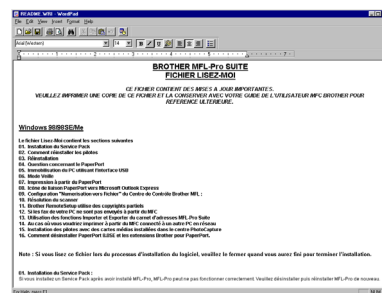 README.WRI - WordPad
File Edit View Insert Format Help
Arial (Western) 14
BROTHER MFL-Pro SUITE
FICHIER LISEZ-MOI
CE FICHIER CONTIENT DES MISES A JOUR IMPORTANTES.
VEUILLEZ IMPRIMER UNE COPIE DE CE FICHIER ET LA CONSERVER AVEC VOTRE GUIDE DE L'UTILISATEUR MFC BROTHER POUR
REFERENCE ULTERIEURE.
Windows 98/98SE/Me
Le fichier Lisez-Moi contient les sections suivantes
01. Installation du Service Pack
02. Comment réinstaller les pilotes
03. Réinstallation
04. Question concernant le PaperPort
05. Immobilisation du PC utilisant l'interface USB
06. Mode Veille
07. Impression à partir du PaperPort
08. Icône de liaison PaperPort vers Microsoft Outlook Express
09. Configuration "Numérisation vers Fichier" du Centre de Contrôle Brother MFL :
10. Résolution du scanner
11. Brother RemoteSetup utilise des copyrights partiels
12. Si les fax de votre PC ne sont pas envoyés à partir du MFC
13. Utilisation des fonctions Importer et Exporter du carnet d'adresses MFL-Pro Suite
14. Au cas où vous voudriez imprimer à partir du MFC connecté à un autre PC en réseau
15. Installation des pilotes avec des cartes médias installées dans le centre PhotoCapture
16. Comment désinstaller PaperPort 8.0SE et les extensions Brother pour PaperPort.
Note : Si vous lisez ce fichier lors du processus d'installation du logiciel, veuillez le fermer quand vous aurez fini pour terminer l'installation.
01. Installation du Service Pack :
Si vous installez un Service Pack après avoir installé MFL-Pro, MFL-Pro peut ne pas fonctionner correctement. Veuillez désinstaller puis réinstaller MFL-Pro de nouveau.
For Help, press F1
NUM